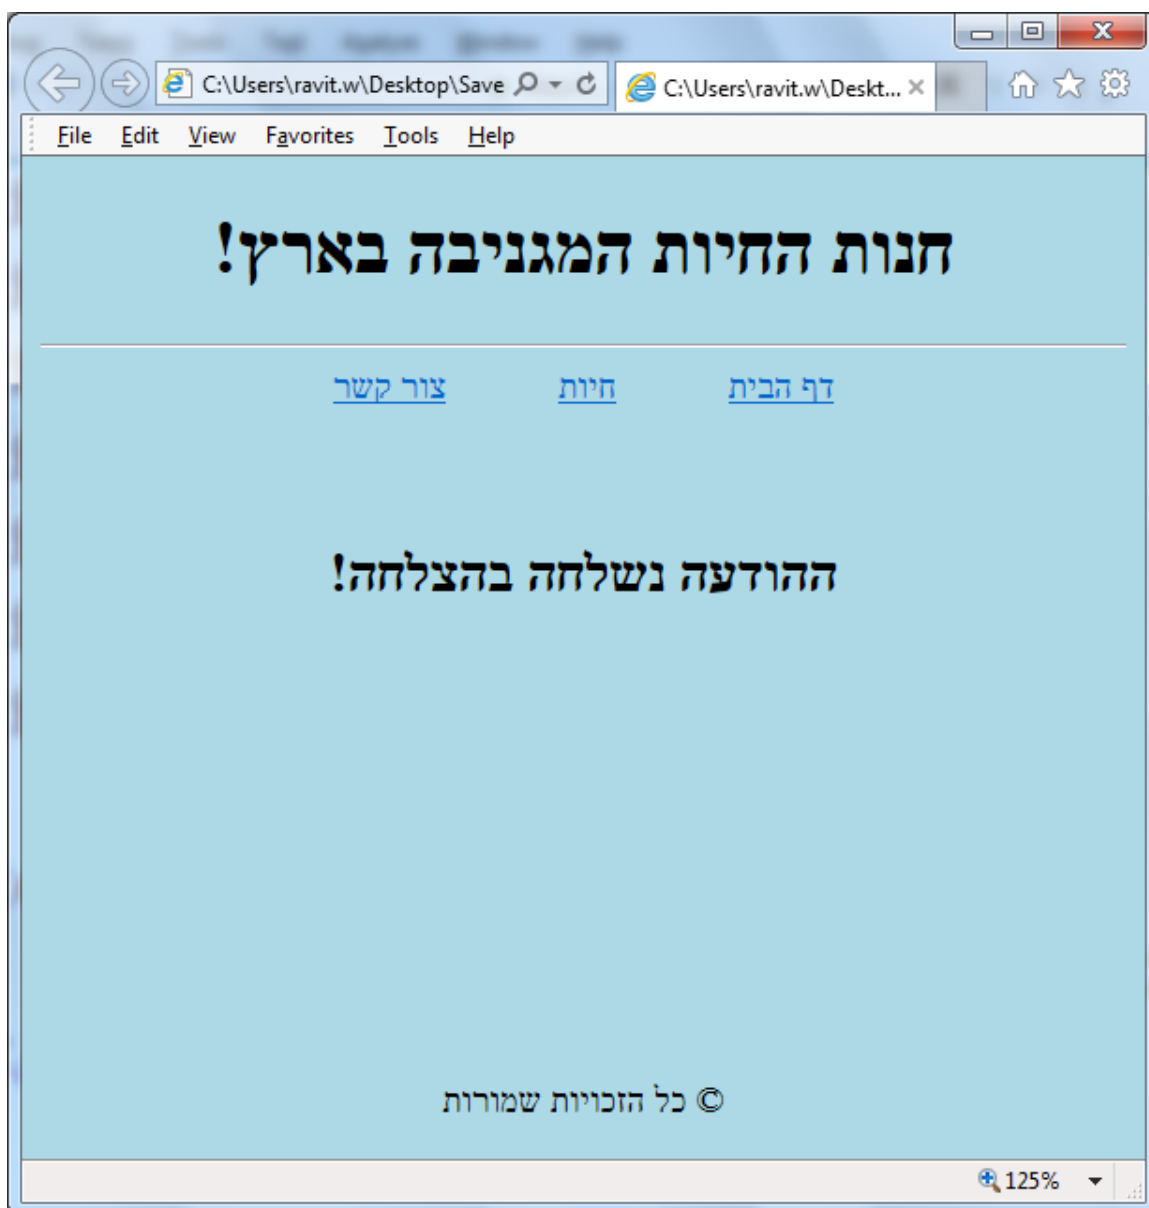 C:\Users\ravit.w\Desktop\Save
C:\Users\ravit.w\Deskt...
File Edit View Favorites Tools Help
חנות החיות המגניבה בארץ!
דף הבית חיות צור קשר
ההודעה נשלחה בהצלחה!
© כל הזכויות שמורות
125%